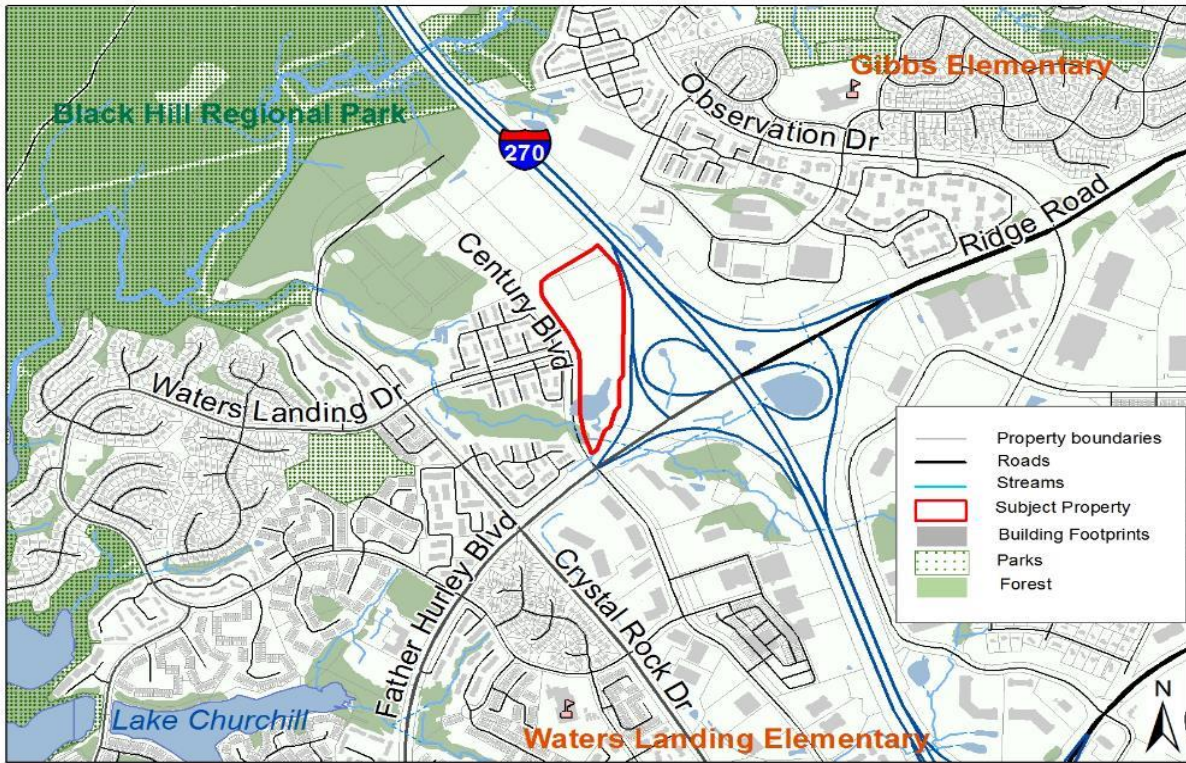 Gibbs Elementary
Black Hill Regional Park
Observation Dr
270
Ridge Road
Century Blvd
Waters Landing Dr
Property boundaries
Roads
Streams
Subject Property
Building Footprints
Parks
Forest
Father Hurley Blvd
Crystal Rock Dr
Lake Churchill
Waters Landing Elementary
N